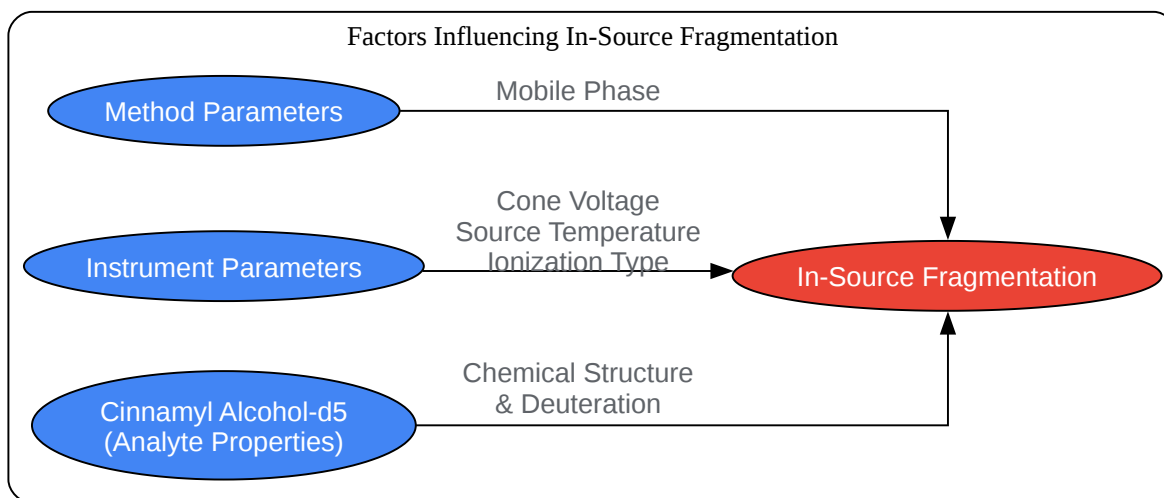 Factors Influencing In-Source Fragmentation
Method Parameters
Mobile Phase
Instrument Parameters
Cone Voltage
Source Temperature
Ionization Type
In-Source Fragmentation
Cinnamyl Alcohol-d5
(Analyte Properties)
Chemical Structure
& Deuteration